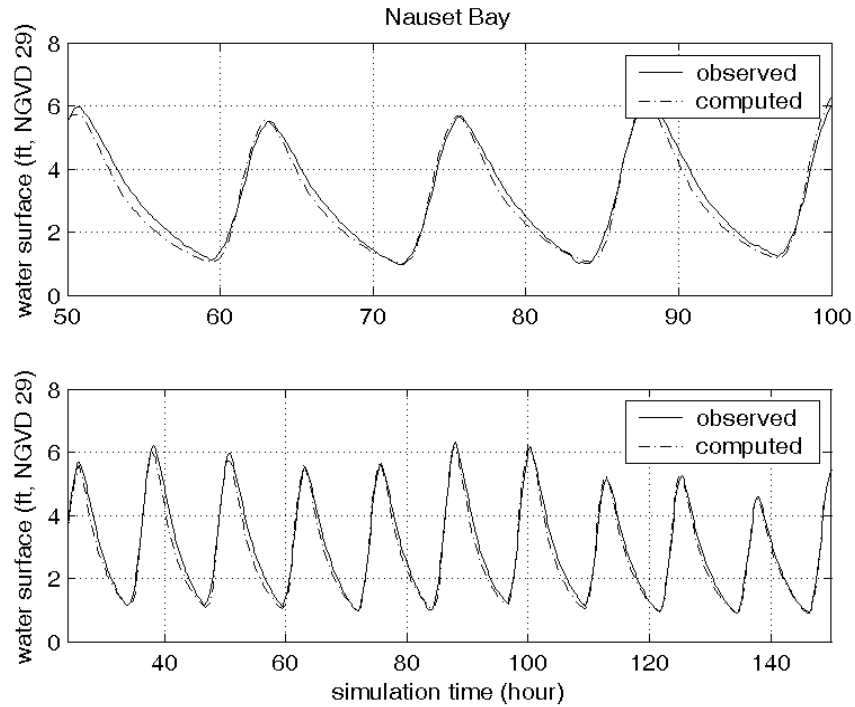 Nauset Bay
water surface (ft, NGVD 29)
8
6
4
2
0
observed
computed
50
60
70
80
90
100
water surface (ft, NGVD 29)
8
6
4
2
0
observed
computed
40
60
80
100
120
140
simulation time (hour)